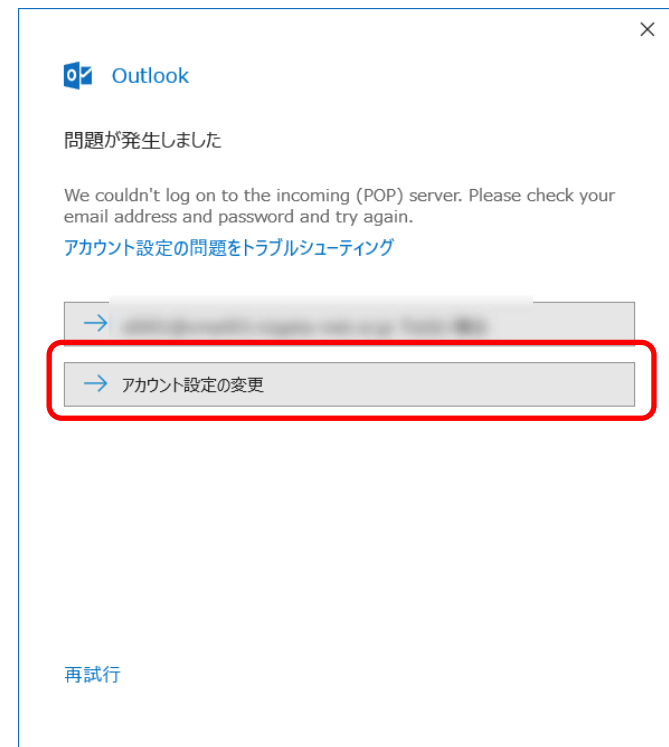 Outlook
問題が発生しました
We couldn't log on to the incoming (POP) server. Please check your
email address and password and try again.
アカウント設定の問題をトラブルシューティング
アカウント設定の変更
再試行